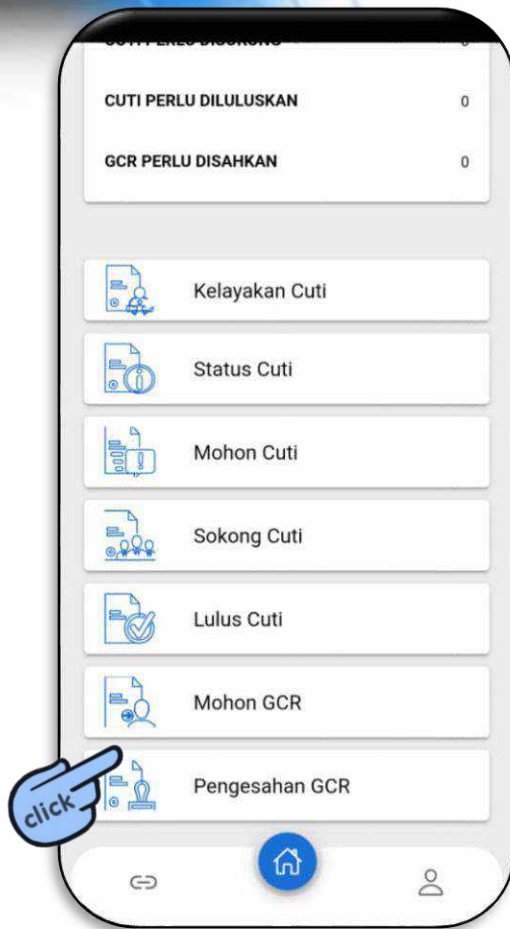 CUTI PERLU DILULUSKAN 0
GCR PERLU DISAHKAN 0
Kelayakan Cuti
Status Cuti
Mohon Cuti
Sokong Cuti
Lulus Cuti
Mohon GCR
Pengesahan GCR
click